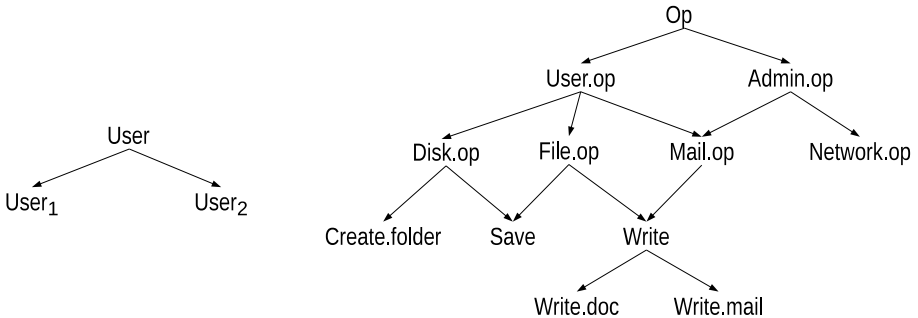 User
User1
User2
Op
User.op
Admin.op
Disk.op
File.op
Mail.op
Network.op
Create.folder
Save
Write
Write.doc
Write.mail